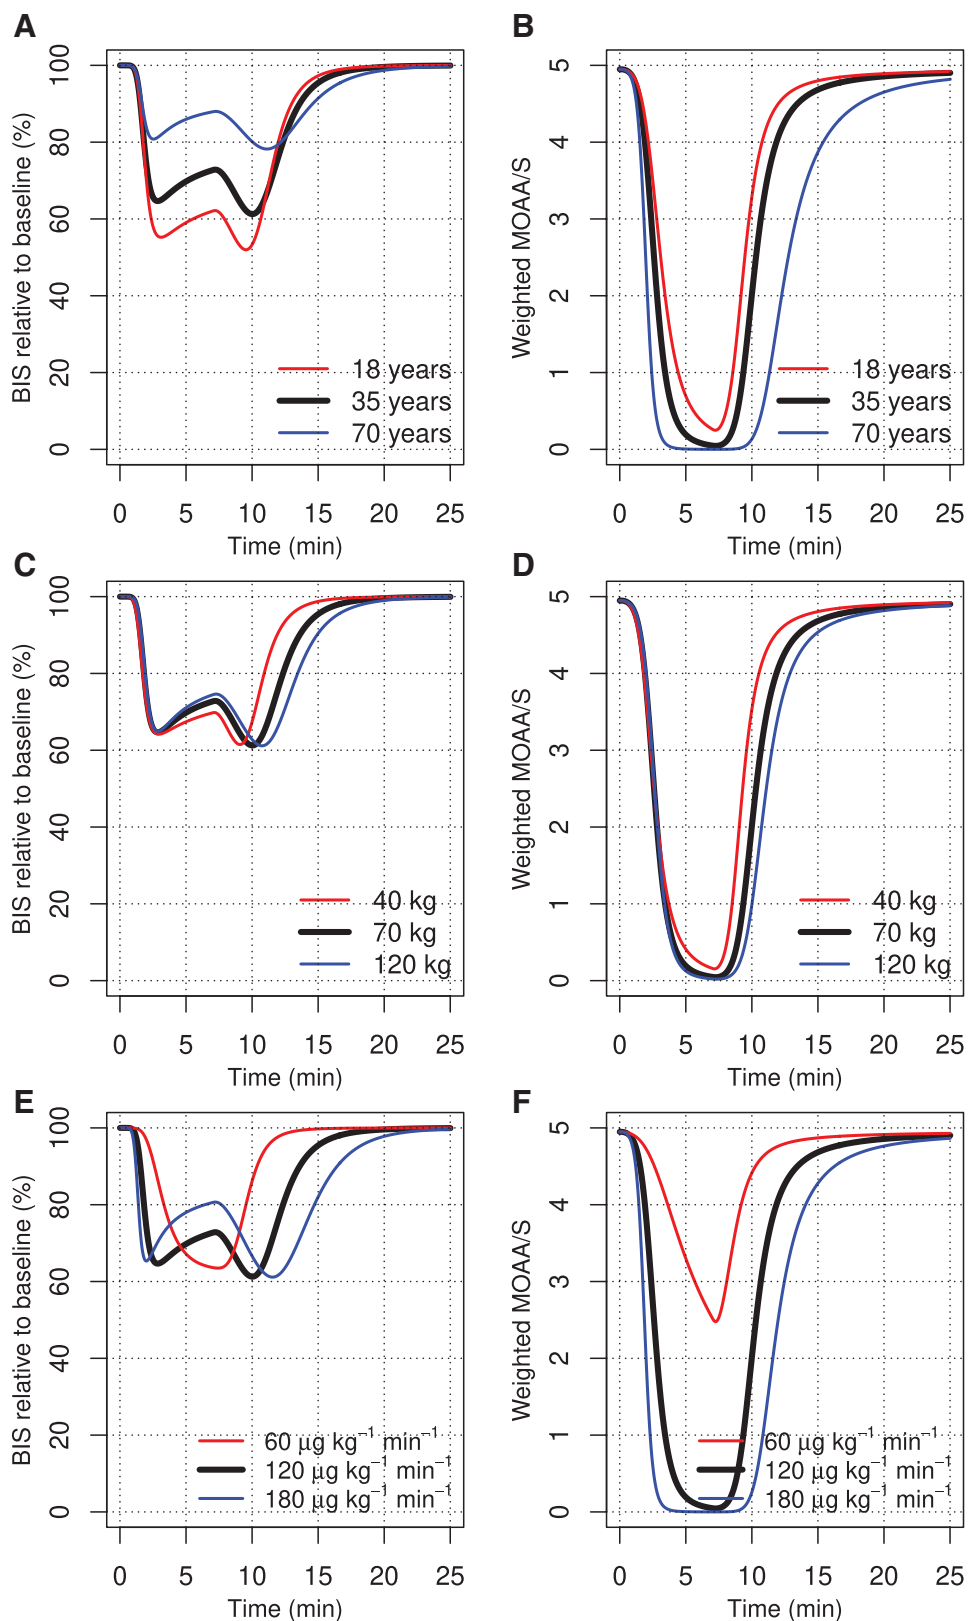 A
BIS relative to baseline (%)
100
80
60
40
20
0
18 years
35 years
70 years
0 5 10 15 20 25
Time (min)
B
Weighted MOAA/S
5
4
3
2
1
0
18 years
35 years
70 years
0 5 10 15 20 25
Time (min)
C
BIS relative to baseline (%)
100
80
60
40
20
0
40 kg
70 kg
120 kg
0 5 10 15 20 25
Time (min)
D
Weighted MOAA/S
5
4
3
2
1
0
40 kg
70 kg
120 kg
0 5 10 15 20 25
Time (min)
E
BIS relative to baseline (%)
100
80
60
40
20
0
60 µg kg⁻¹ min⁻¹
120 µg kg⁻¹ min⁻¹
180 µg kg⁻¹ min⁻¹
0 5 10 15 20 25
Time (min)
F
Weighted MOAA/S
5
4
3
2
1
0
60 µg kg⁻¹ min⁻¹
120 µg kg⁻¹ min⁻¹
180 µg kg⁻¹ min⁻¹
0 5 10 15 20 25
Time (min)